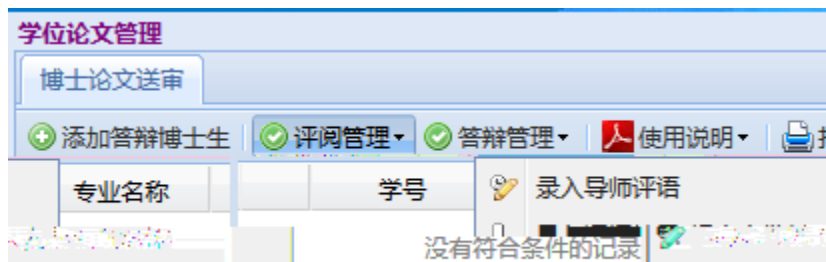 学位论文管理
博士论文送审
添加答辩博士生 评阅管理 答辩管理 使用说明
专业名称 学号 录入导师评语
没有符合条件的记录